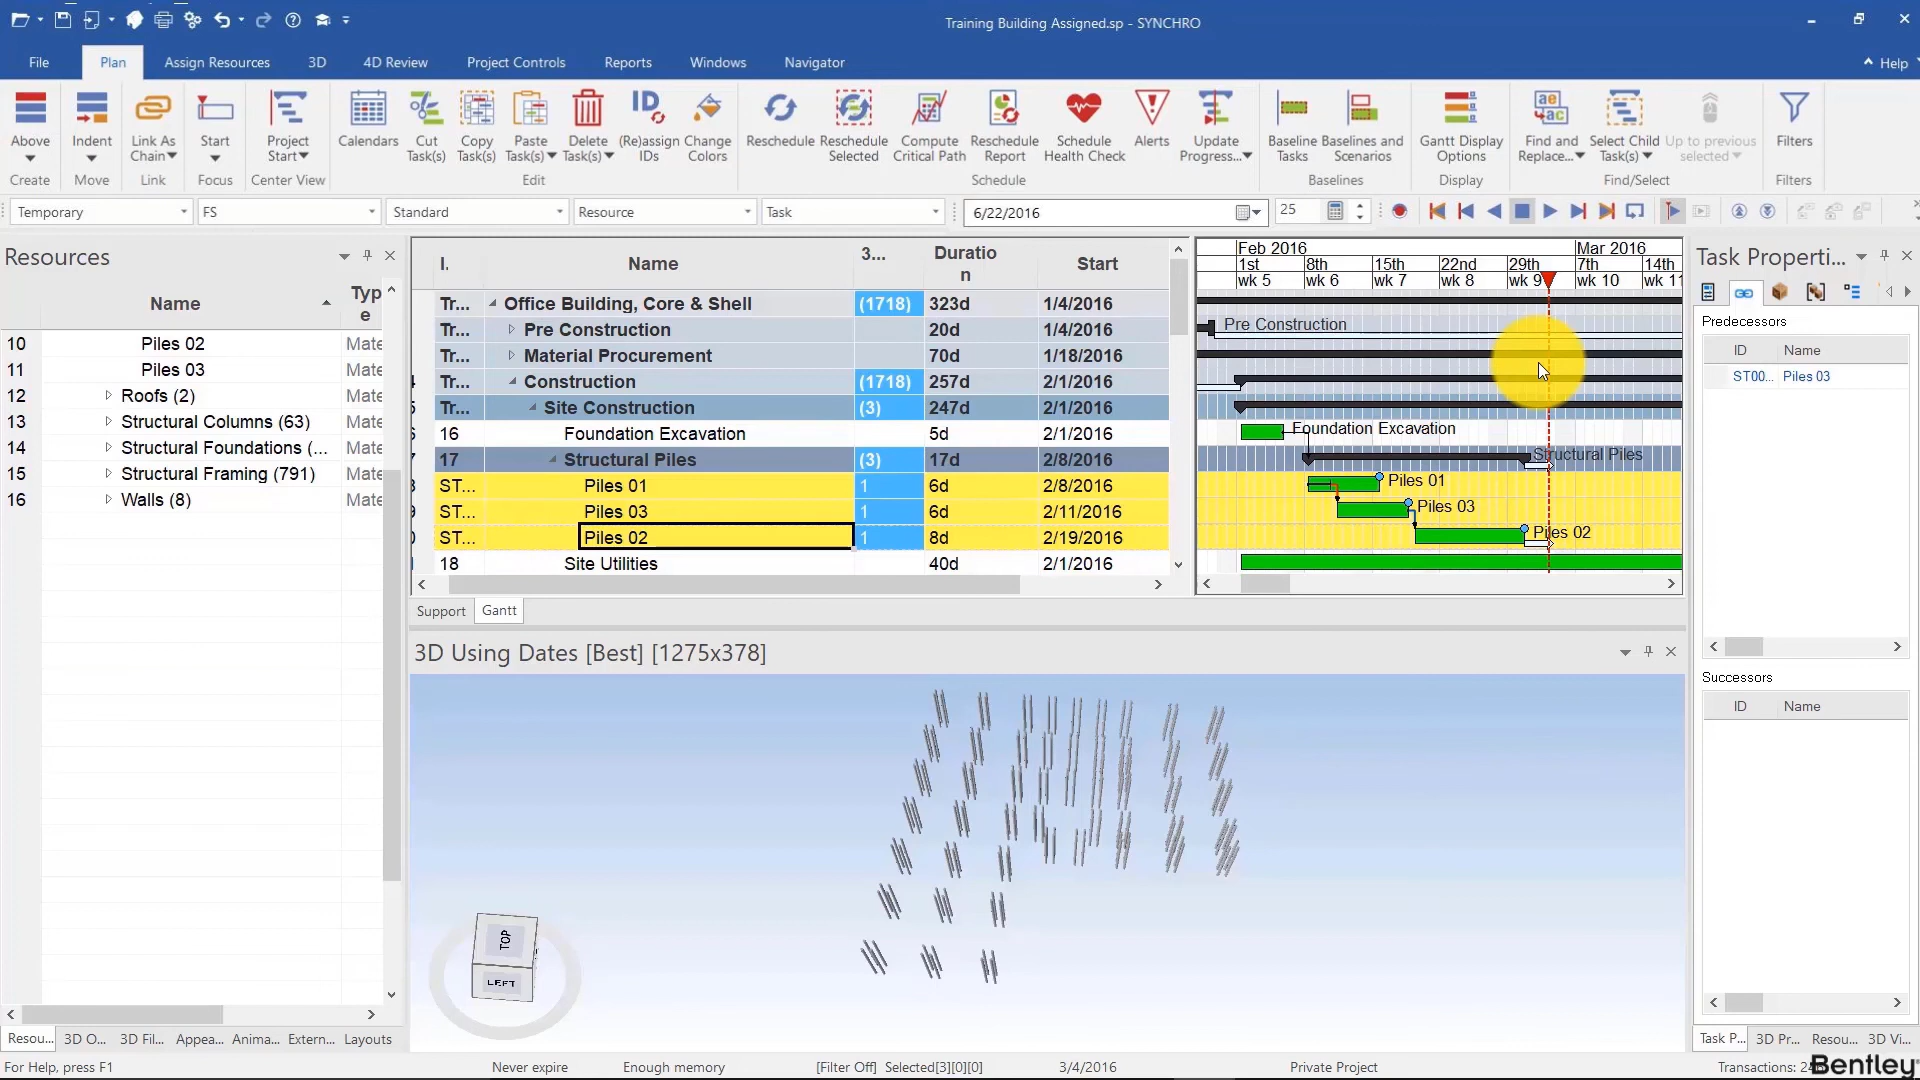 Training Building Assigned.sp - SYNCHRO
File Plan Assign Resources 3D 4D Review Project Controls Reports Windows Navigator Help
Above Indent Link As Chain Start Project Start Calendars Cut Task(s) Copy Task(s) Paste Task(s) Delete Task(s) (Re)assign IDs Change Colors Reschedule Reschedule Selected Compute Critical Path Reschedule Report Schedule Health Check Alerts Update Progress... Baseline Tasks Baselines and Scenarios Gantt Display Options Find and Replace... Select Child Task(s) Up to previous selected Filters
Create Move Link Focus Center View Edit Schedule Baselines Display Find/Select Filters
Temporary FS Standard Resource Task 6/22/2016 25
Resources
Name Typ e
10 Piles 02 Mate
11 Piles 03 Mate
12 Roofs (2) Mate
13 Structural Columns (63) Mate
14 Structural Foundations (... Mate
15 Structural Framing (791) Mate
16 Walls (8) Mate
Resou... 3D O... 3D Fil... Appea... Anima... Extern... Layouts
I. Name 3... Duratio n Start
Tr... Office Building, Core & Shell (1718) 323d 1/4/2016
Tr... Pre Construction 20d 1/4/2016
Tr... Material Procurement 70d 1/18/2016
Tr... Construction (1718) 257d 2/1/2016
Tr... Site Construction (3) 247d 2/1/2016
16 Foundation Excavation 5d 2/1/2016
17 Structural Piles (3) 17d 2/8/2016
ST... Piles 01 1 6d 2/8/2016
ST... Piles 03 1 6d 2/11/2016
ST... Piles 02 1 8d 2/19/2016
18 Site Utilities 40d 2/1/2016
Support Gantt
Feb 2016 Mar 2016
1st 8th 15th 22nd 29th 7th 14th
wk 5 wk 6 wk 7 wk 8 wk 9 wk 10 wk 11
Pre Construction
Foundation Excavation
Structural Piles
Piles 01
Piles 03
Piles 02
3D Using Dates [Best] [1275x378]
TOP
LEFT
Task Properti...
Predecessors
ID Name
ST00... Piles 03
Successors
ID Name
Task P... 3D Pr... Resou... 3D Vi...
For Help, press F1 Never expire Enough memory [Filter Off] Selected[3][0][0] 3/4/2016 Private Project Transactions:
Bentley